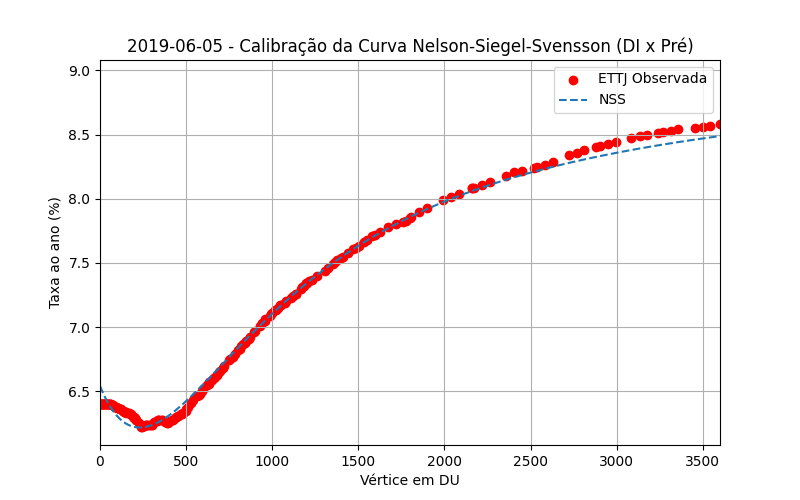 2019-06-05 - Calibração da Curva Nelson-Siegel-Svensson (DI x Pré)
ETTJ Observada
NSS
Taxa ao ano (%)
9.0
8.5
8.0
7.5
7.0
6.5
0 500 1000 1500 2000 2500 3000 3500
Vértice em DU